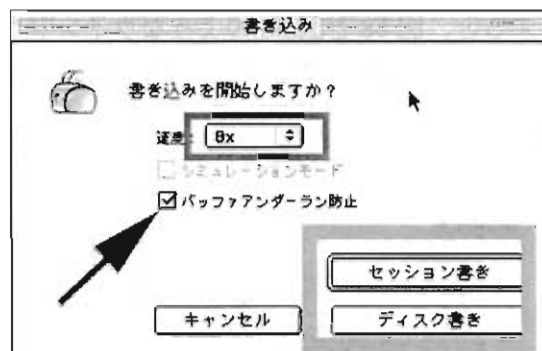 書き込み
書き込みを開始しますか？
速度: 8x
シミュレーションモード
バッファアンダーラン防止
セッション書き
キャンセル
ディスク書き